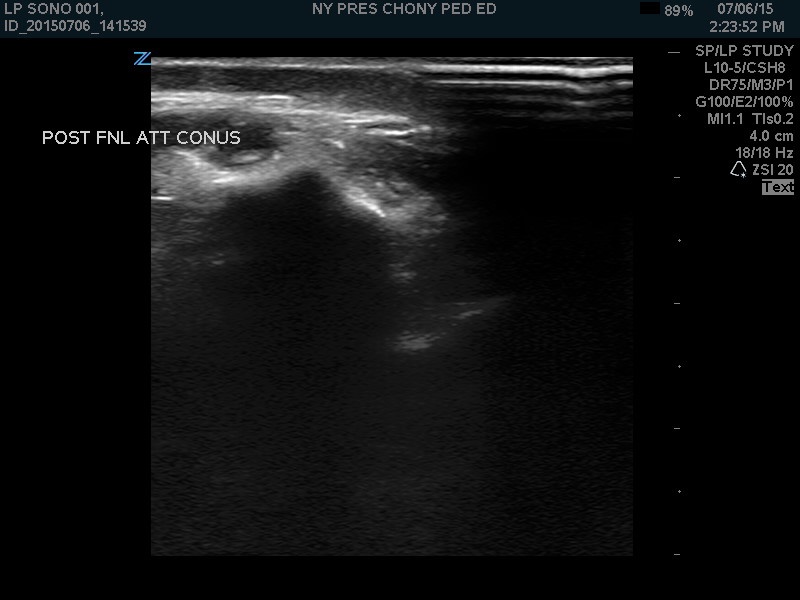 LP SONO 001, NY PRES CHONY PED ED 89% 07/06/15
ID_20150706_141539 2:23:52 PM
SP/LP STUDY
L10-5/CSH8
DR75/M3/P1
G100/E2/100%
MI1.1 TIs0.2
4.0 cm
18/18 Hz
ZSI 20
Text
Z
POST FNL ATT CONUS